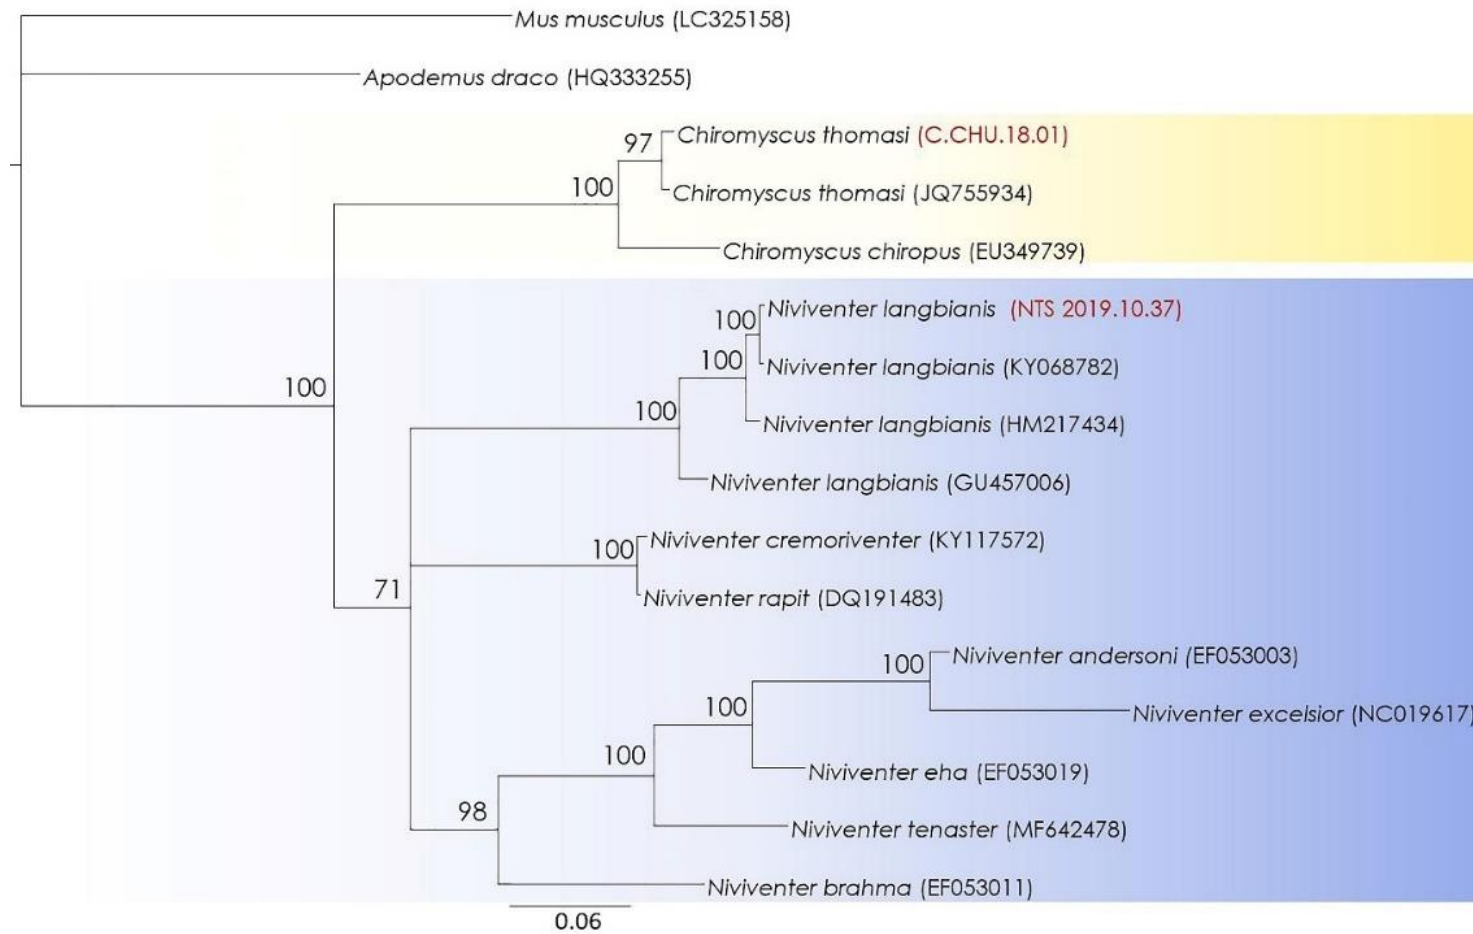 Mus musculus (LC325158)
Apodemus draco (HQ333255)
Chiromyscus thomasi (C.CHU.18.01)
97
Chiromyscus thomasi (JQ755934)
100
Chiromyscus chiropus (EU349739)
Niviventer langbianis (NTS 2019.10.37)
100
Niviventer langbianis (KY068782)
100
100
Niviventer langbianis (HM217434)
100
Niviventer langbianis (GU457006)
Niviventer cremoriventer (KY117572)
100
71
Niviventer rapit (DQ191483)
Niviventer andersoni (EF053003)
100
Niviventer excelsior (NC019617)
100
Niviventer eha (EF053019)
100
98
Niviventer tenaster (MF642478)
Niviventer brahma (EF053011)
0.06